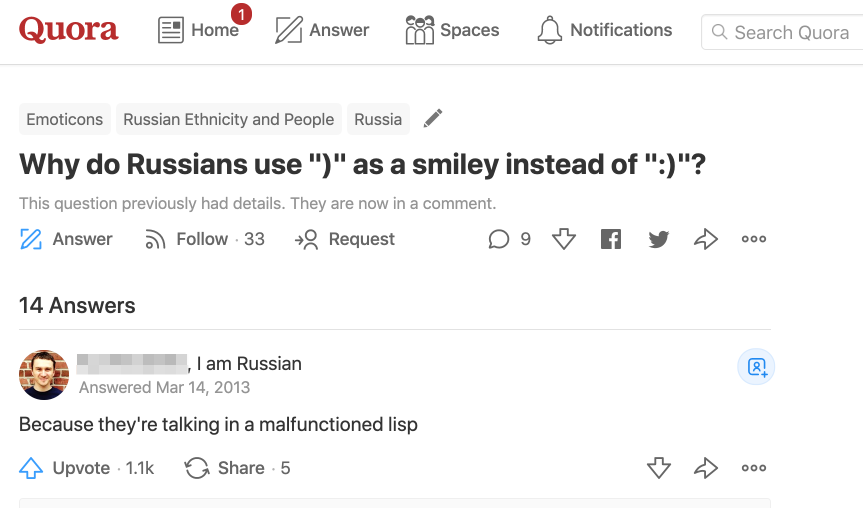 Quora
Home 1
Answer
Spaces
Notifications
Search Quora
Emoticons
Russian Ethnicity and People
Russia
Why do Russians use ")" as a smiley instead of ":)"?
This question previously had details. They are now in a comment.
Answer
Follow · 33
Request
9
14 Answers
, I am Russian
Answered Mar 14, 2013
Because they're talking in a malfunctioned lisp
Upvote · 1.1k
Share · 5